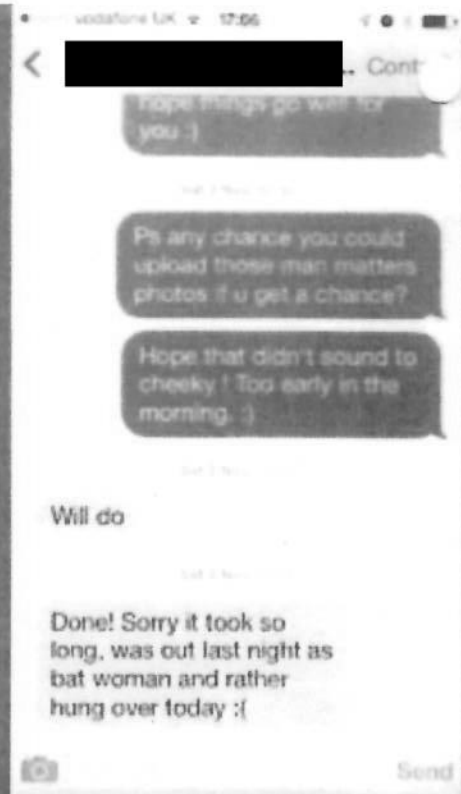 vodafone UK 17:06
.. Cont
hope things go well for
you :)
Ps any chance you could
upload those man matters
photos if u get a chance?
Hope that didn't sound to
cheeky ! Too early in the
morning. :)
Will do
Done! Sorry it took so
long, was out last night as
bat woman and rather
hung over today :(
Send